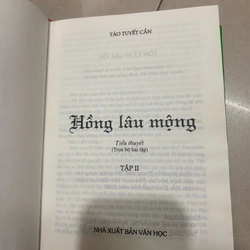 TÀO TUYẾT CẦN
Hồng lâu mộng
Tiểu thuyết
(Trọn bộ hai tập)
TẬP II
NHÀ XUẤT BẢN VĂN HỌC